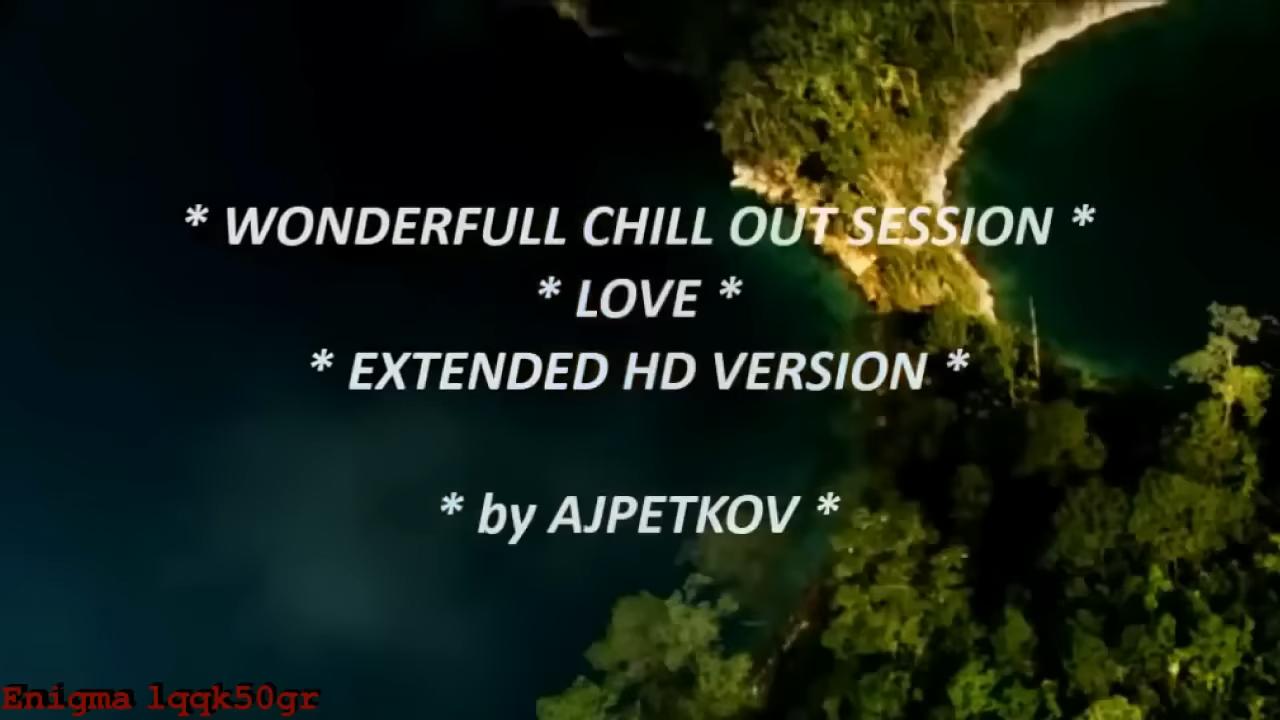 * WONDERFULL CHILL OUT SESSION *
* LOVE *
* EXTENDED HD VERSION *
* by AJPETKOV *
Enigma lqqk50gr